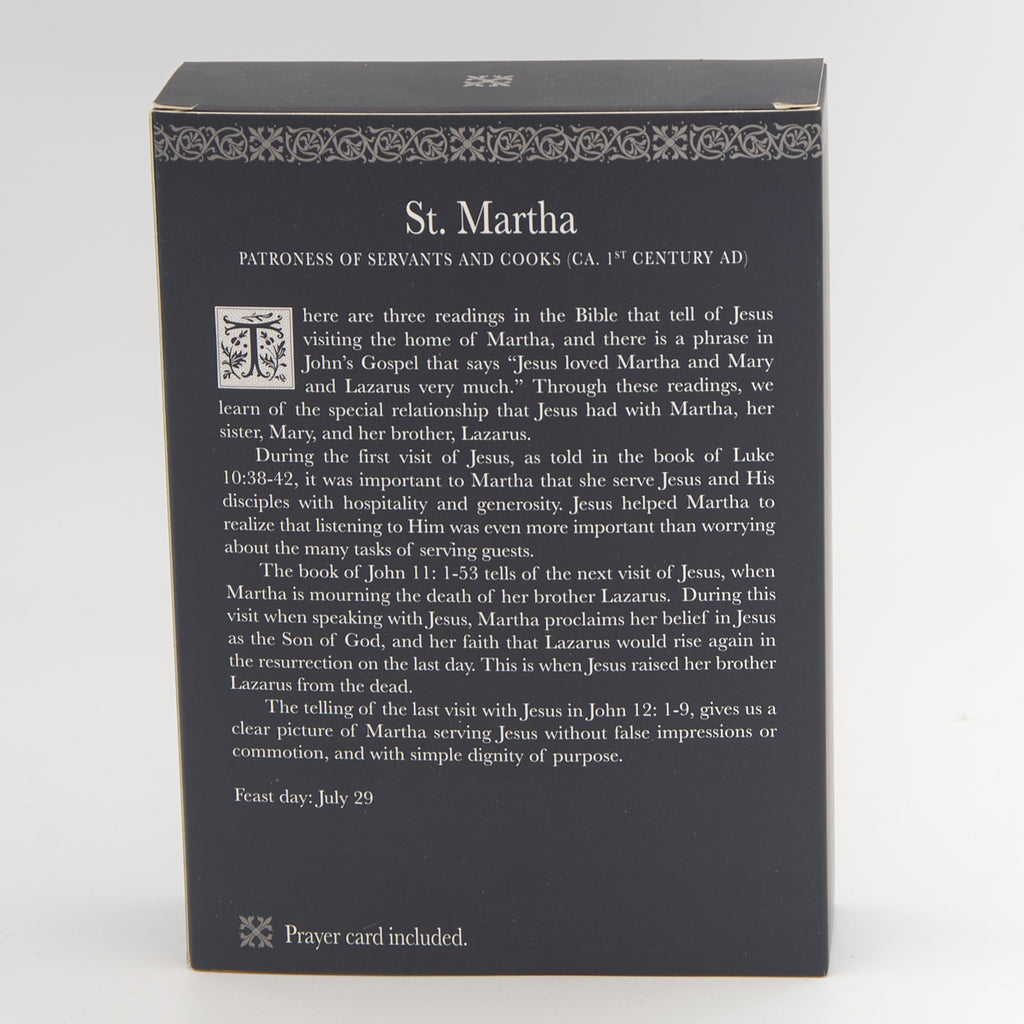 St. Martha
PATRONESS OF SERVANTS AND COOKS (CA. 1ST CENTURY AD)
There are three readings in the Bible that tell of Jesus
visiting the home of Martha, and there is a phrase in
John's Gospel that says “Jesus loved Martha and Mary
and Lazarus very much.” Through these readings, we
learn of the special relationship that Jesus had with Martha, her
sister, Mary, and her brother, Lazarus.
During the first visit of Jesus, as told in the book of Luke
10:38-42, it was important to Martha that she serve Jesus and His
disciples with hospitality and generosity. Jesus helped Martha to
realize that listening to Him was even more important than worrying
about the many tasks of serving guests.
The book of John 11: 1-53 tells of the next visit of Jesus, when
Martha is mourning the death of her brother Lazarus. During this
visit when speaking with Jesus, Martha proclaims her belief in Jesus
as the Son of God, and her faith that Lazarus would rise again in
the resurrection on the last day. This is when Jesus raised her brother
Lazarus from the dead.
The telling of the last visit with Jesus in John 12: 1-9, gives us a
clear picture of Martha serving Jesus without false impressions or
commotion, and with simple dignity of purpose.
Feast day: July 29
Prayer card included.